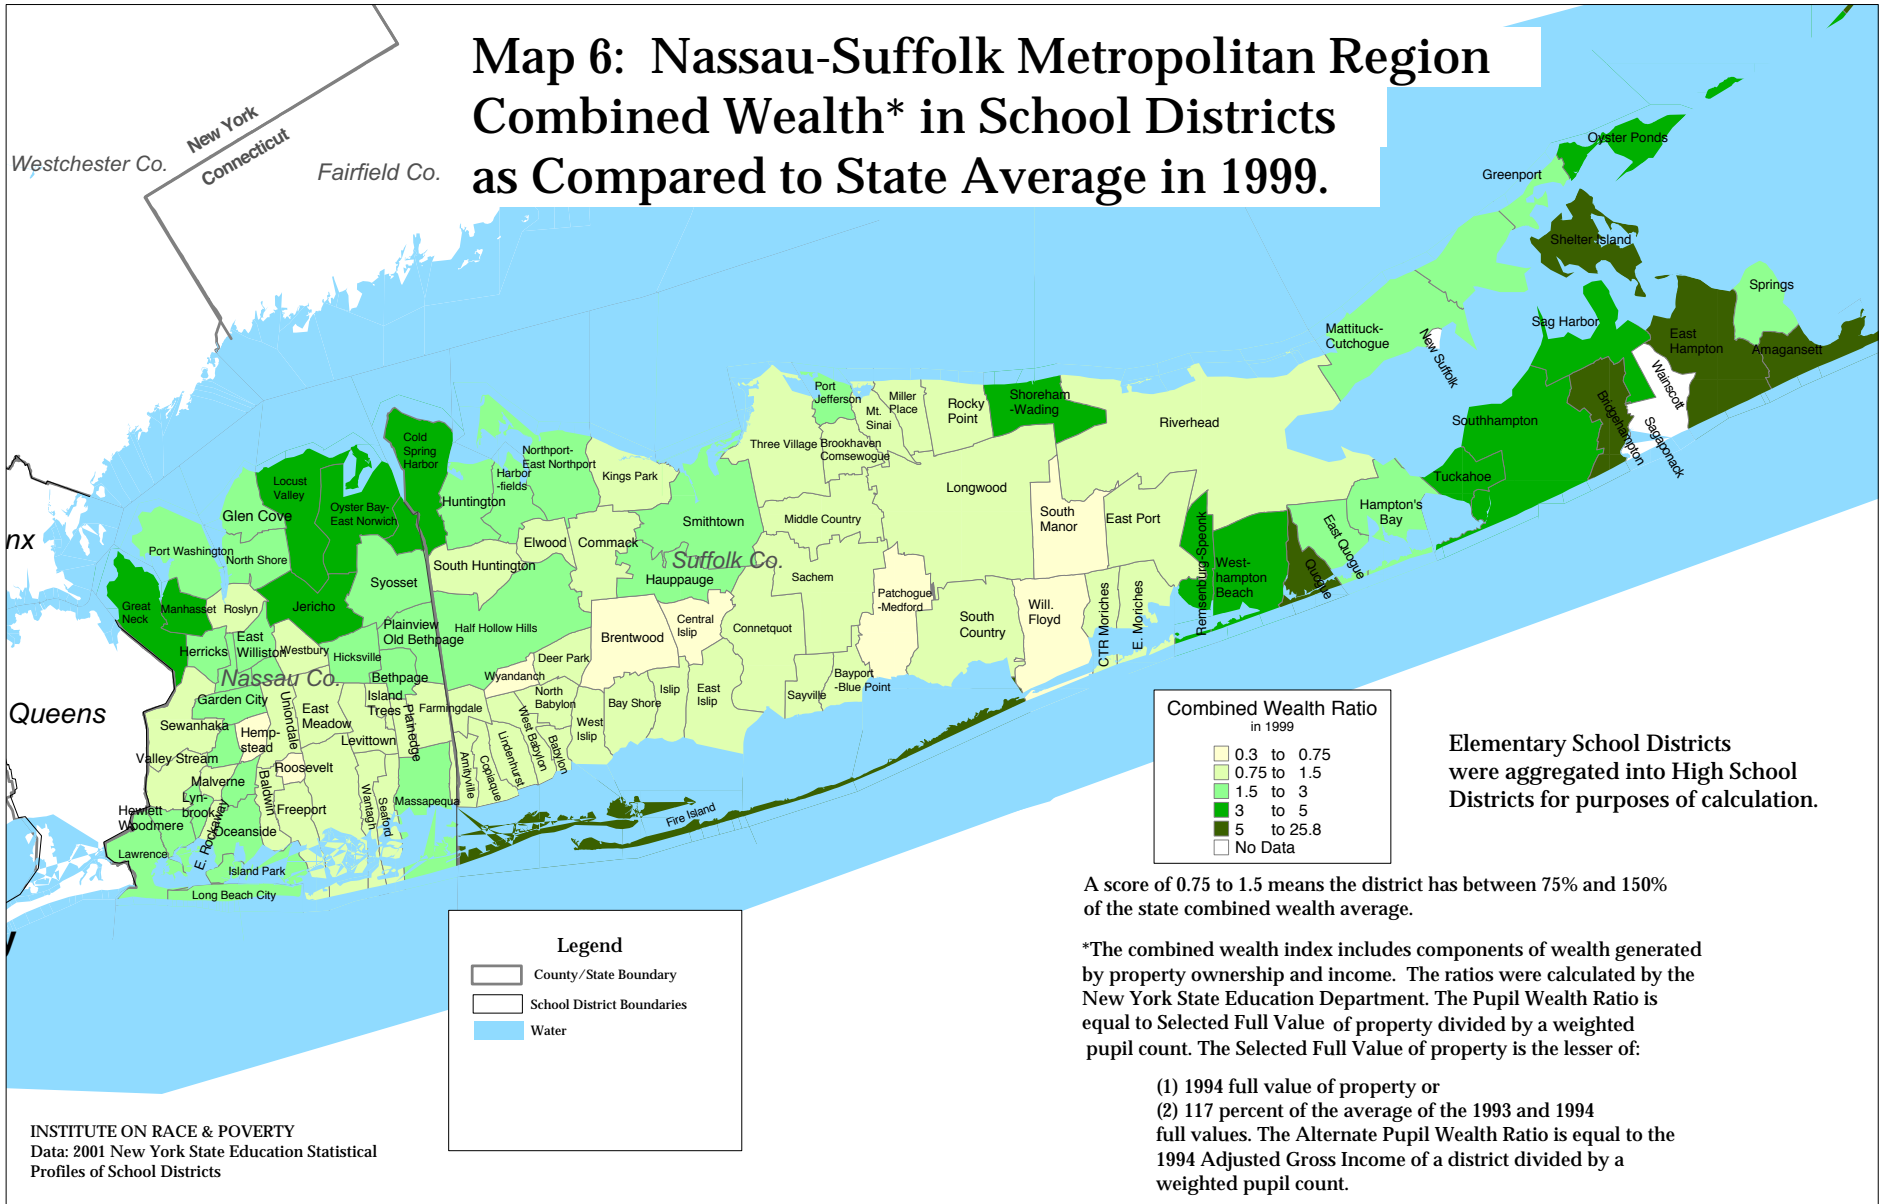 Map 6: Nassau-Suffolk Metropolitan Region
Combined Wealth* in School Districts
as Compared to State Average in 1999.
New York
Connecticut
Westchester Co.
Fairfield Co.
Oyster Ponds
Greenport
Shelter Island
Springs
Sag Harbor
East
Hampton
Amagansett
Mattituck-
Cutchogue
New Suffolk
Wainscott
Bridgehampton
Sagaponack
Southhampton
Tuckahoe
Port
Jefferson
Mt.
Sinai
Miller
Place
Rocky
Point
Shoreham
-Wading
Riverhead
Three Village
Brookhaven
Comsewogue
Cold
Spring
Harbor
Northport-
East Northport
Harbor
-fields
Kings Park
Huntington
Locust
Valley
Oyster Bay-
East Norwich
Glen Cove
Longwood
South
Manor
East Port
Hampton's
Bay
East Quogue
Quogue
Remsenburg-Speonk
West-
hampton
Beach
Smithtown
Middle Country
Elwood
Commack
Suffolk Co.
Hauppauge
Sachem
South Huntington
Port Washington
North Shore
Syosset
nx
Great
Neck
Manhasset
Roslyn
Jericho
Patchogue
-Medford
South
Country
Will.
Floyd
CTR Moriches
E. Moriches
Plainview
Old Bethpage
Half Hollow Hills
Brentwood
Central
Islip
Connetquot
Herricks
East
Williston
Westbury
Hicksville
Bethpage
Deer Park
Wyandanch
Nassau Co.
Garden City
Uniondale
Island
Trees
Plainedge
Farmingdale
North
Babylon
West Babylon
Babylon
West
Islip
Bay Shore
Islip
East
Islip
Sayville
Bayport
-Blue Point
Queens
Sewanhaka
Hemp-
stead
East
Meadow
Levittown
Valley Stream
Malverne
Roosevelt
Baldwin
Freeport
Wantagh
Seaford
Massapequa
Amityville
Copiaque
Lindenhurst
Lyn-
brook
Hewlett
Woodmere
E. Rockaway
Oceanside
Lawrence
Island Park
Long Beach City
Fire Island
Combined Wealth Ratio
in 1999
0.3 to 0.75
0.75 to 1.5
1.5 to 3
3 to 5
5 to 25.8
No Data
Elementary School Districts
were aggregated into High School
Districts for purposes of calculation.
A score of 0.75 to 1.5 means the district has between 75% and 150%
of the state combined wealth average.
*The combined wealth index includes components of wealth generated
by property ownership and income. The ratios were calculated by the
New York State Education Department. The Pupil Wealth Ratio is
equal to Selected Full Value of property divided by a weighted
pupil count. The Selected Full Value of property is the lesser of:
(1) 1994 full value of property or
(2) 117 percent of the average of the 1993 and 1994
full values. The Alternate Pupil Wealth Ratio is equal to the
1994 Adjusted Gross Income of a district divided by a
weighted pupil count.
Legend
County/State Boundary
School District Boundaries
Water
INSTITUTE ON RACE & POVERTY
Data: 2001 New York State Education Statistical
Profiles of School Districts